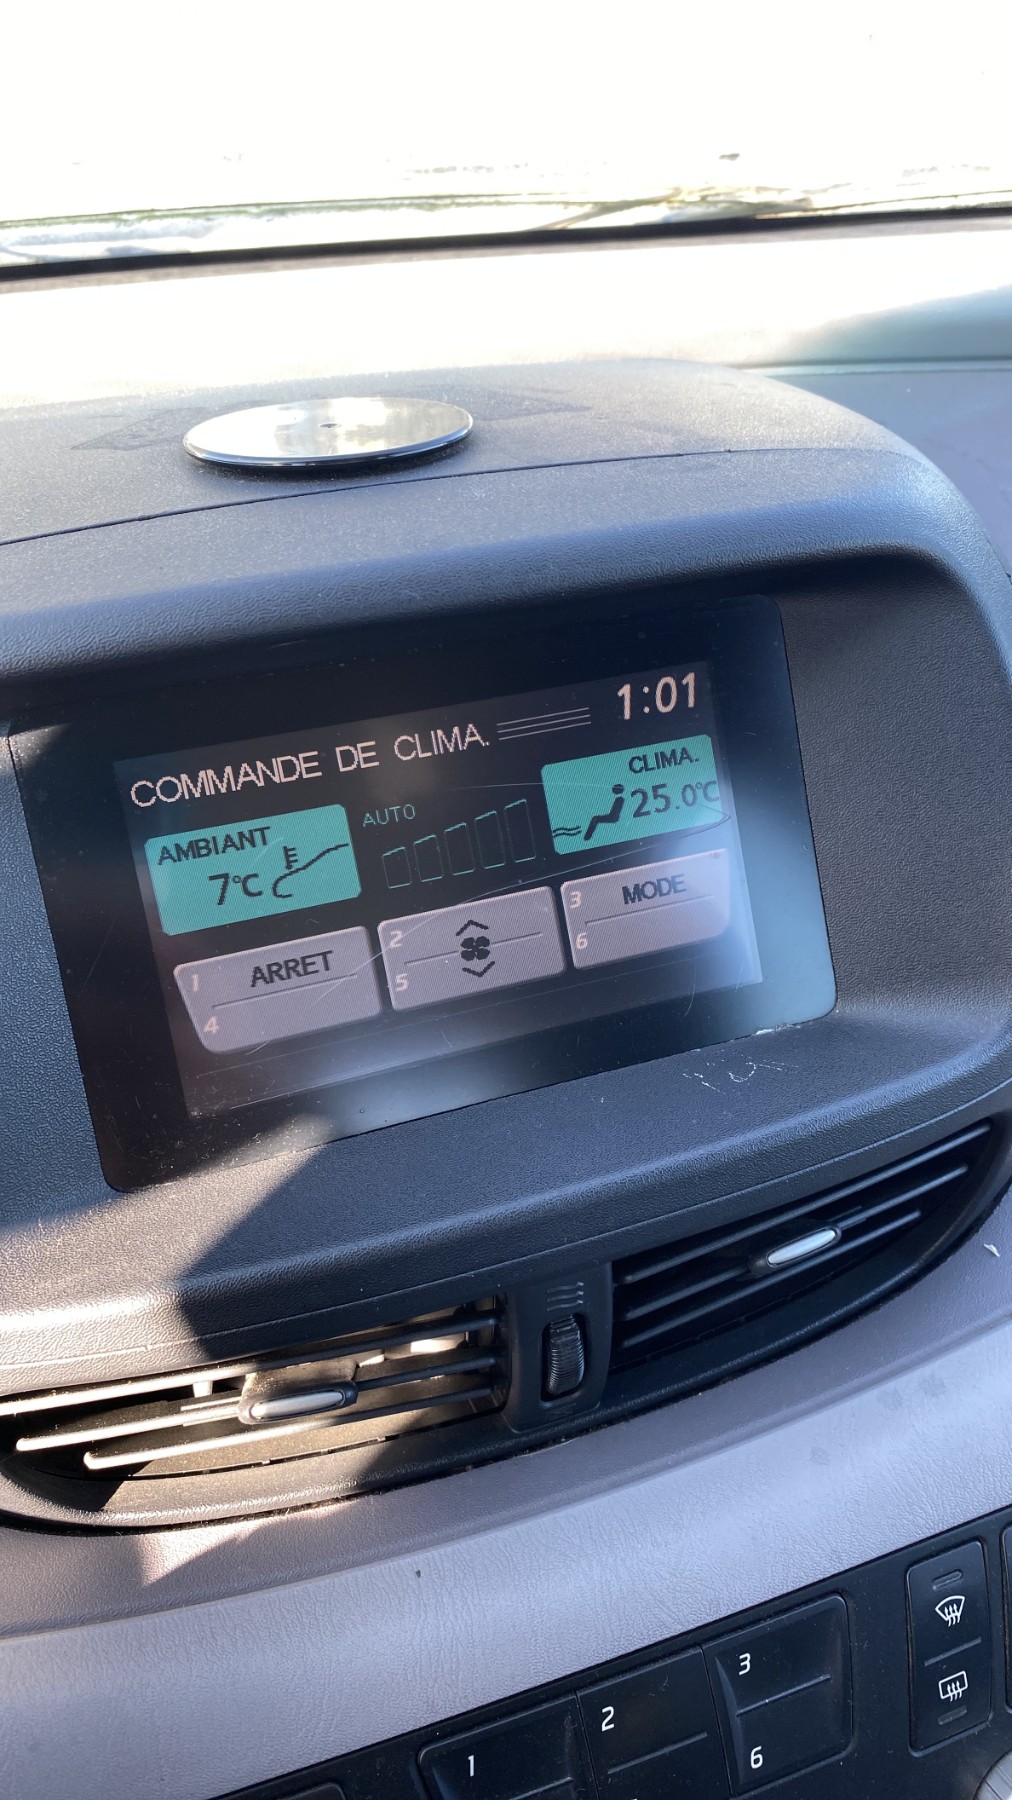 1:01
COMMANDE DE CLIMA.
AMBIANT
7°C
AUTO
CLIMA.
25.0°C
1 ARRET
4
2
5
3 MODE
6
1
2
3
6